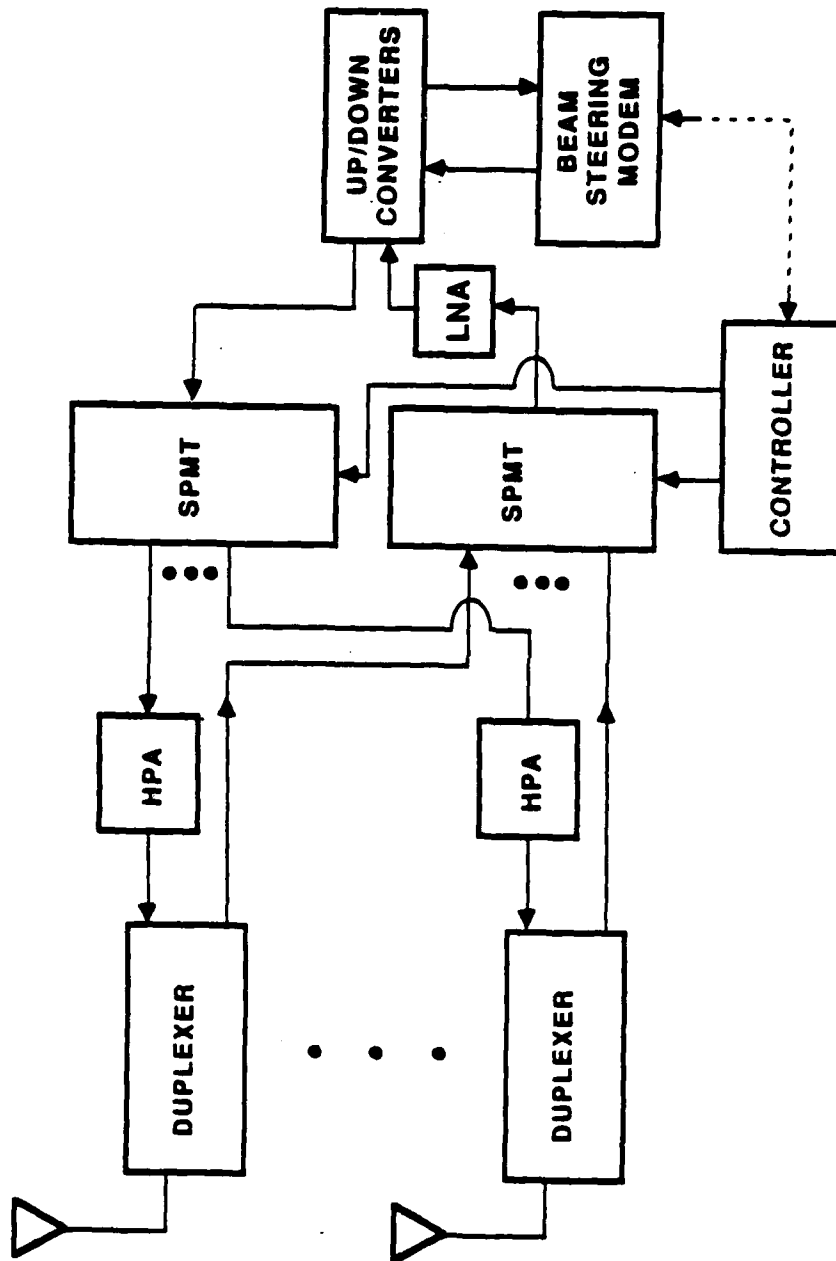 DUPLEXER
HPA
SPMT
UP/DOWN
CONVERTERS
LNA
BEAM
STEERING
MODEM
DUPLEXER
HPA
SPMT
CONTROLLER